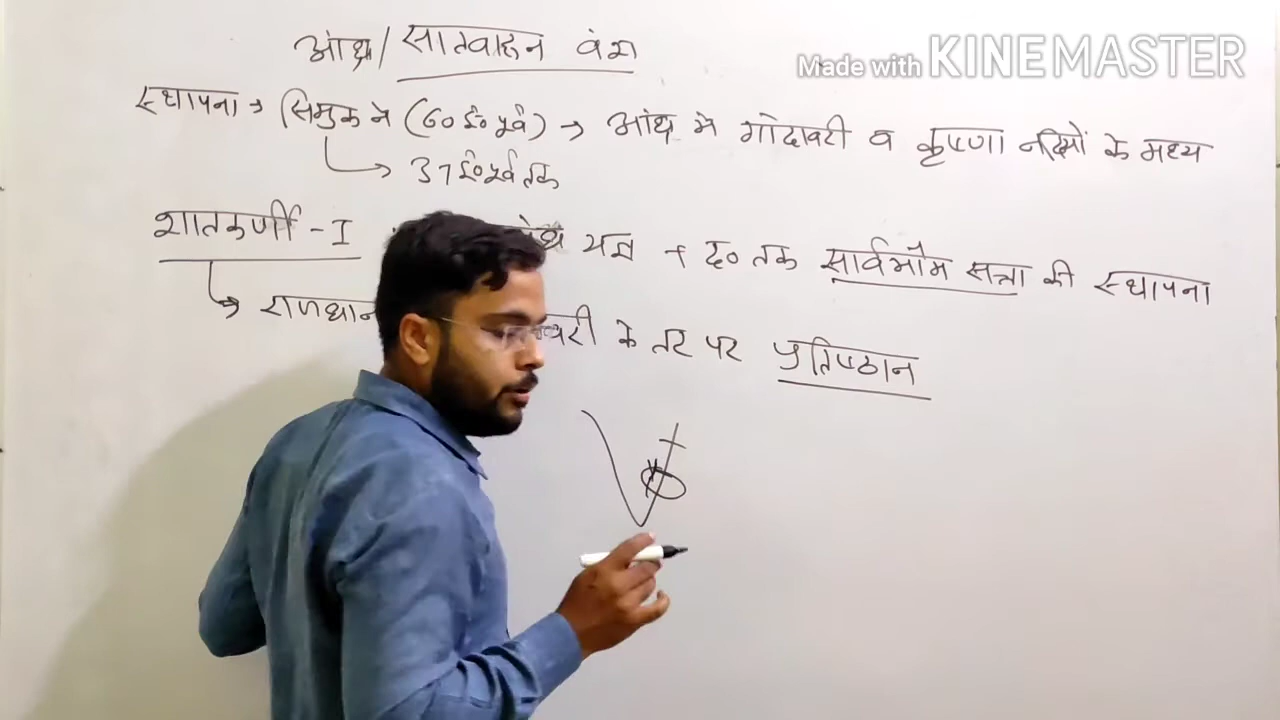 Made with KINEMASTER
आंध्र/सातवाहन वंश
स्थापना → सिमुक ने (60 ई० पूर्व) → आंध्र मे गोदावरी व कृष्णा नदियों के मध्य
→ 37 ई० पूर्व तक
शातकर्णी - I यज्ञ + द० तक सार्वभौम सत्ता की स्थापना
→ राजधान वरी के तट पर प्रतिष्ठान